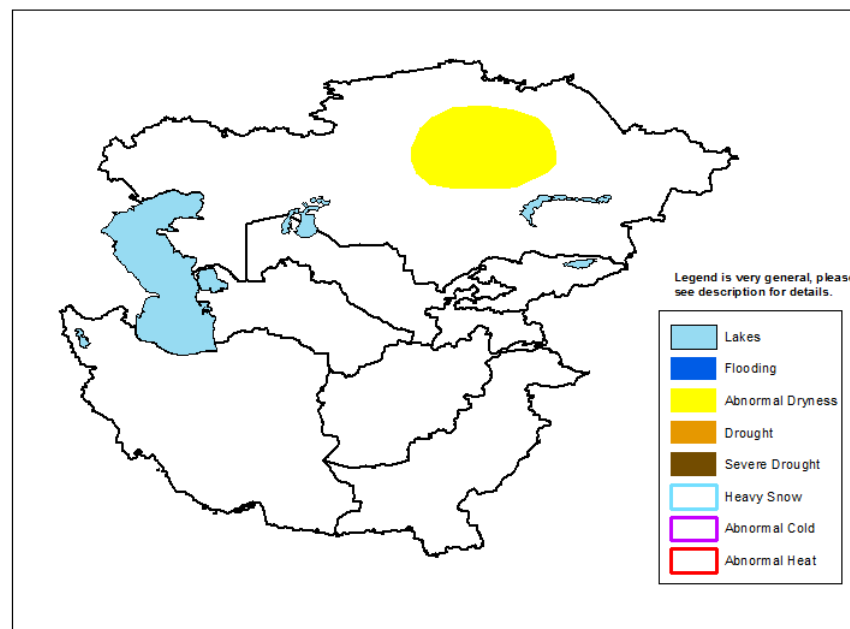 Legend is very general, please
see description for details.
Lakes
Flooding
Abnormal Dryness
Drought
Severe Drought
Heavy Snow
Abnormal Cold
Abnormal Heat